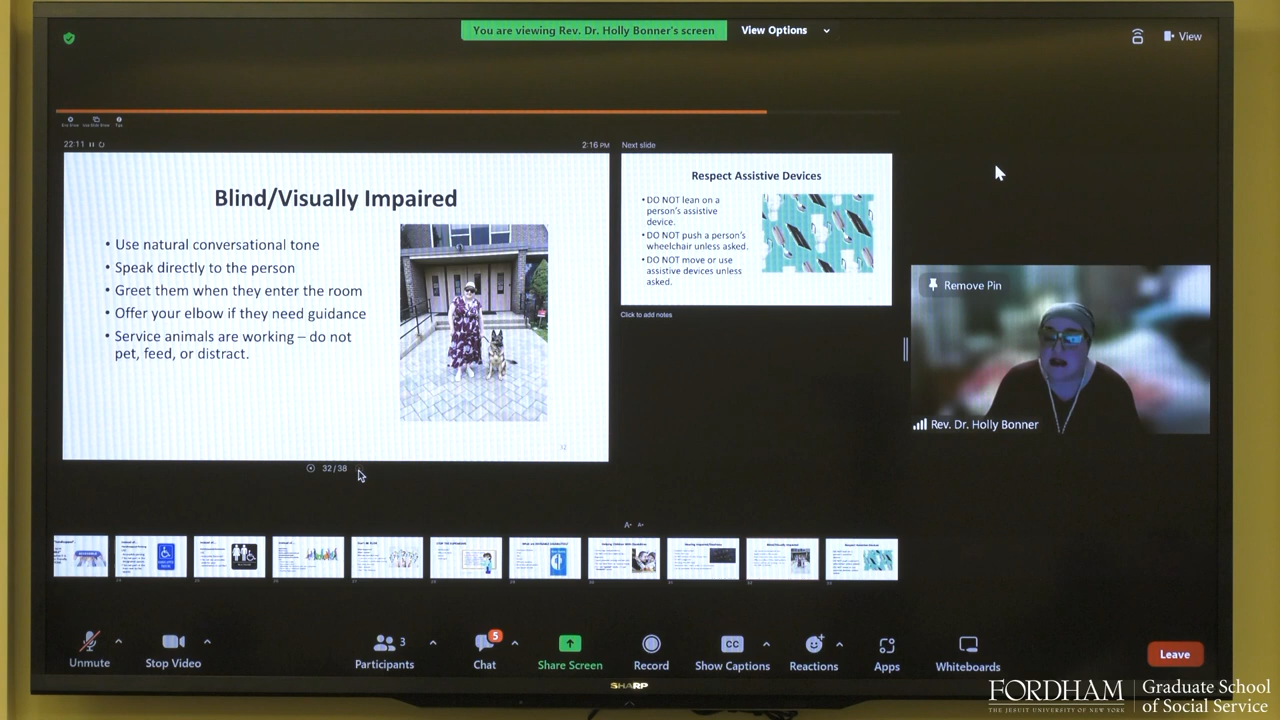 You are viewing Rev. Dr. Holly Bonner's screen
View Options
View
22:11
2:16 PM
Next slide
Blind/Visually Impaired
• Use natural conversational tone
• Speak directly to the person
• Greet them when they enter the room
• Offer your elbow if they need guidance
• Service animals are working – do not
pet, feed, or distract.
32
Respect Assistive Devices
• DO NOT lean on a
person's assistive
device.
• DO NOT push a person's
wheelchair unless asked.
• DO NOT move or use
assistive devices unless
asked.
Click to add notes
Remove Pin
Rev. Dr. Holly Bonner
32 / 38
Unmute
Stop Video
3
Participants
5
Chat
Share Screen
Record
CC
Show Captions
Reactions
Apps
Whiteboards
Leave
SHARP
FORDHAM
THE JESUIT UNIVERSITY OF NEW YORK
Graduate School
of Social Service